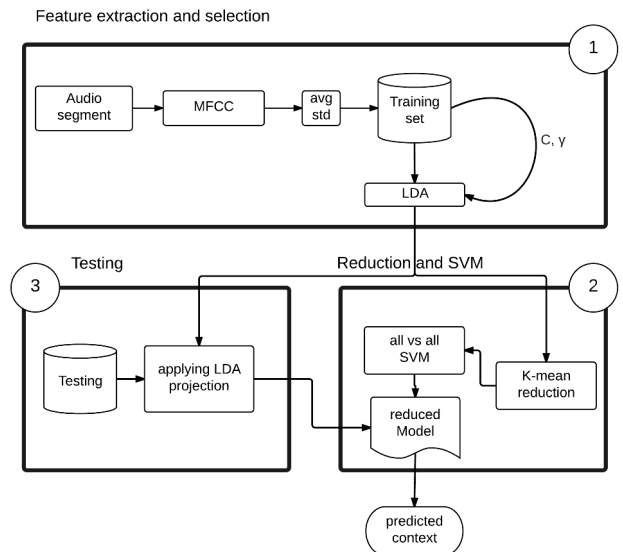 Feature extraction and selection
1
Audio
segment
MFCC
avg
std
Training
set
C, γ
LDA
Testing
Reduction and SVM
3
2
Testing
applying LDA
projection
all vs all
SVM
K-mean
reduction
reduced
Model
predicted
context